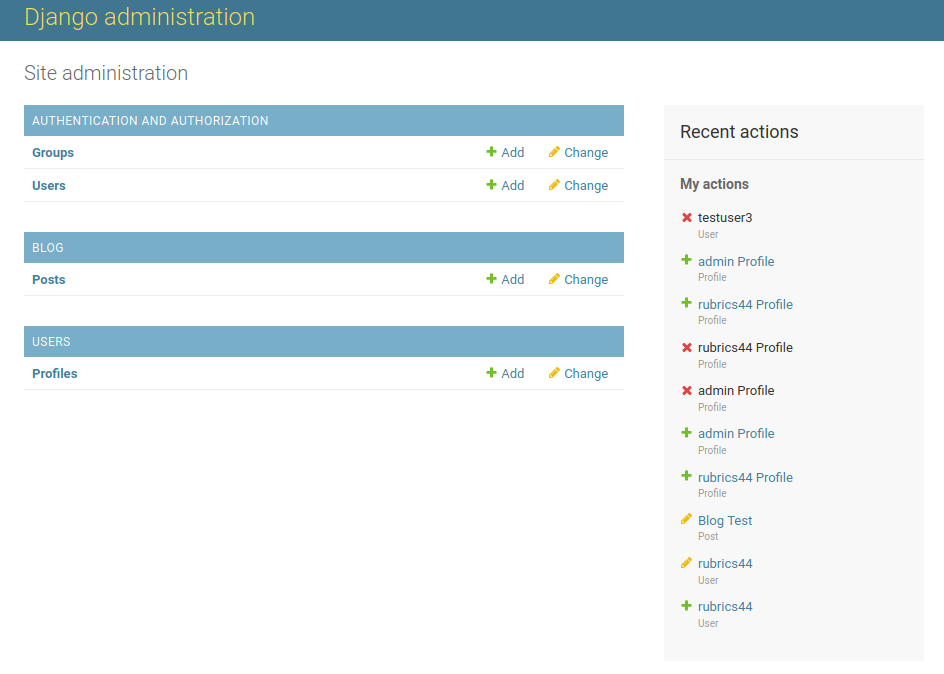 Django administration
Site administration
AUTHENTICATION AND AUTHORIZATION
Groups Add Change
Users Add Change
BLOG
Posts Add Change
USERS
Profiles Add Change
Recent actions
My actions
testuser3
User
admin Profile
Profile
rubrics44 Profile
Profile
rubrics44 Profile
Profile
admin Profile
Profile
admin Profile
Profile
rubrics44 Profile
Profile
Blog Test
Post
rubrics44
User
rubrics44
User